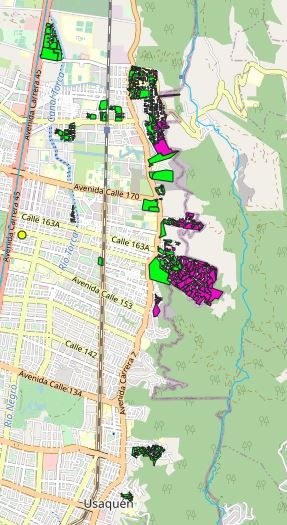 Avenida Carrera 45
Canal Torca
Avenida Calle 170
Avenida Carrera 45
Calle 163A
Río Torca
Calle 163A
Avenida Calle 153
Calle 142
Avenida Carrera 7
Avenida Calle 134
Río Negro
Usaquén